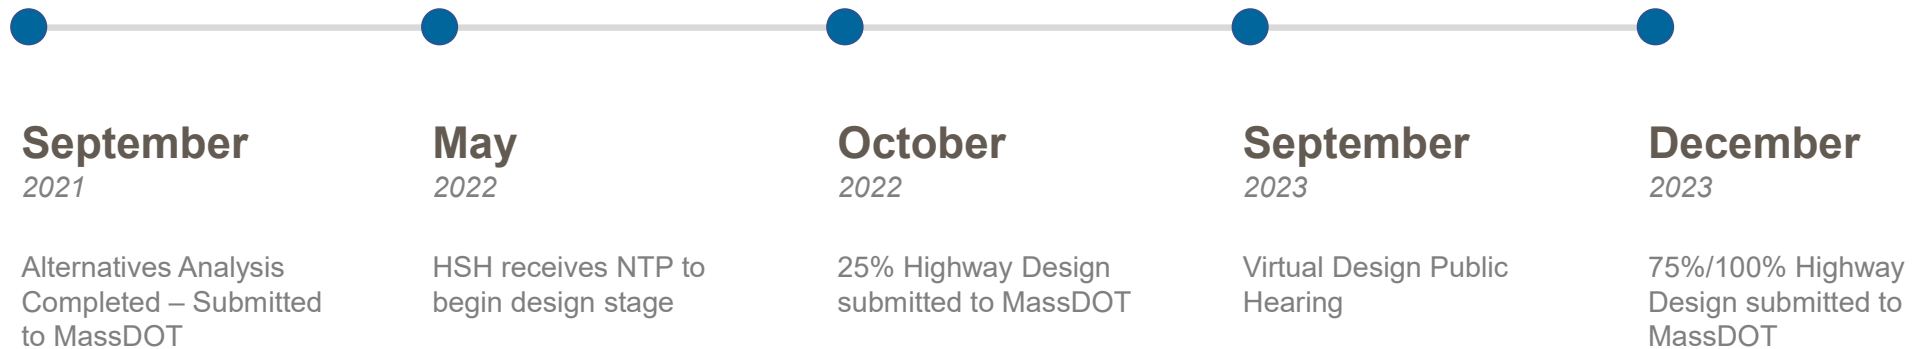 September
2021
Alternatives Analysis
Completed – Submitted
to MassDOT
May
2022
HSH receives NTP to
begin design stage
October
2022
25% Highway Design
submitted to MassDOT
September
2023
Virtual Design Public
Hearing
December
2023
75%/100% Highway
Design submitted to
MassDOT